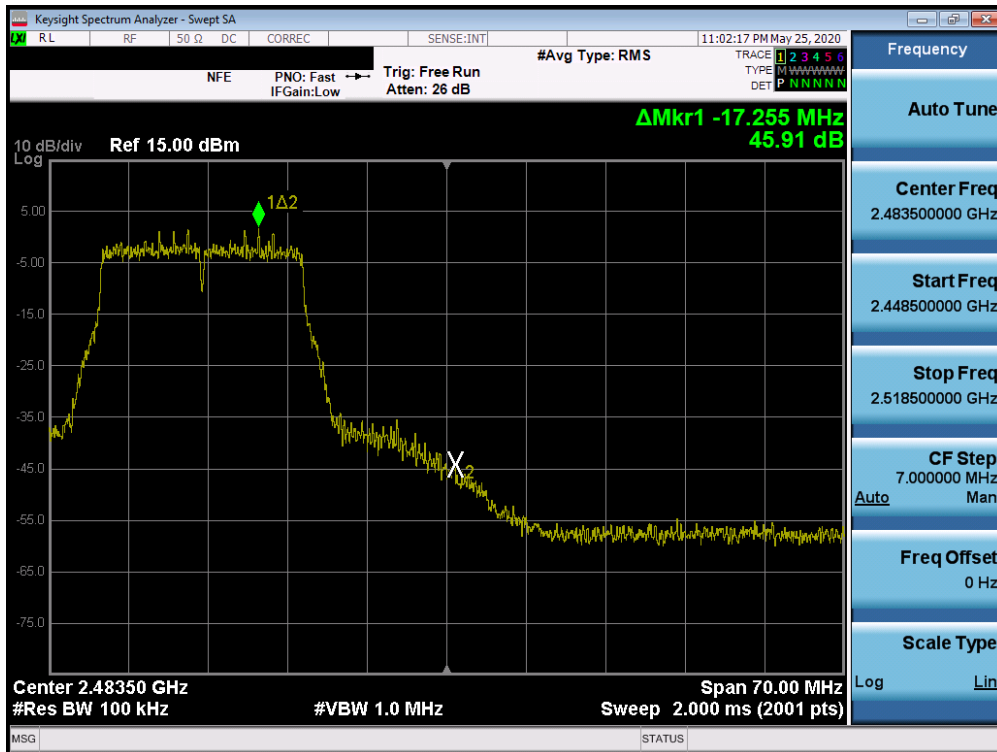 LXI Keysight Spectrum Analyzer - Swept SA
RL RF 50 Ω DC CORREC SENSE:INT 11:02:17 PM May 25, 2020
Frequency
#Avg Type: RMS
TRACE 1 2 3 4 5 6
TYPE M WWWWW
DET P N N N N N
NFE
PNO: Fast
IFGain:Low
Trig: Free Run
Atten: 26 dB
Auto Tune
ΔMkr1 -17.255 MHz
45.91 dB
10 dB/div Ref 15.00 dBm
Log
1Δ2
5.00
-5.00
-15.0
-25.0
-35.0
-45.0
2
-55.0
-65.0
-75.0
Center Freq
2.483500000 GHz
Start Freq
2.448500000 GHz
Stop Freq
2.518500000 GHz
CF Step
7.000000 MHz
Auto Man
Freq Offset
0 Hz
Scale Type
Log Lin
Center 2.48350 GHz Span 70.00 MHz
#Res BW 100 kHz #VBW 1.0 MHz Sweep 2.000 ms (2001 pts)
MSG STATUS